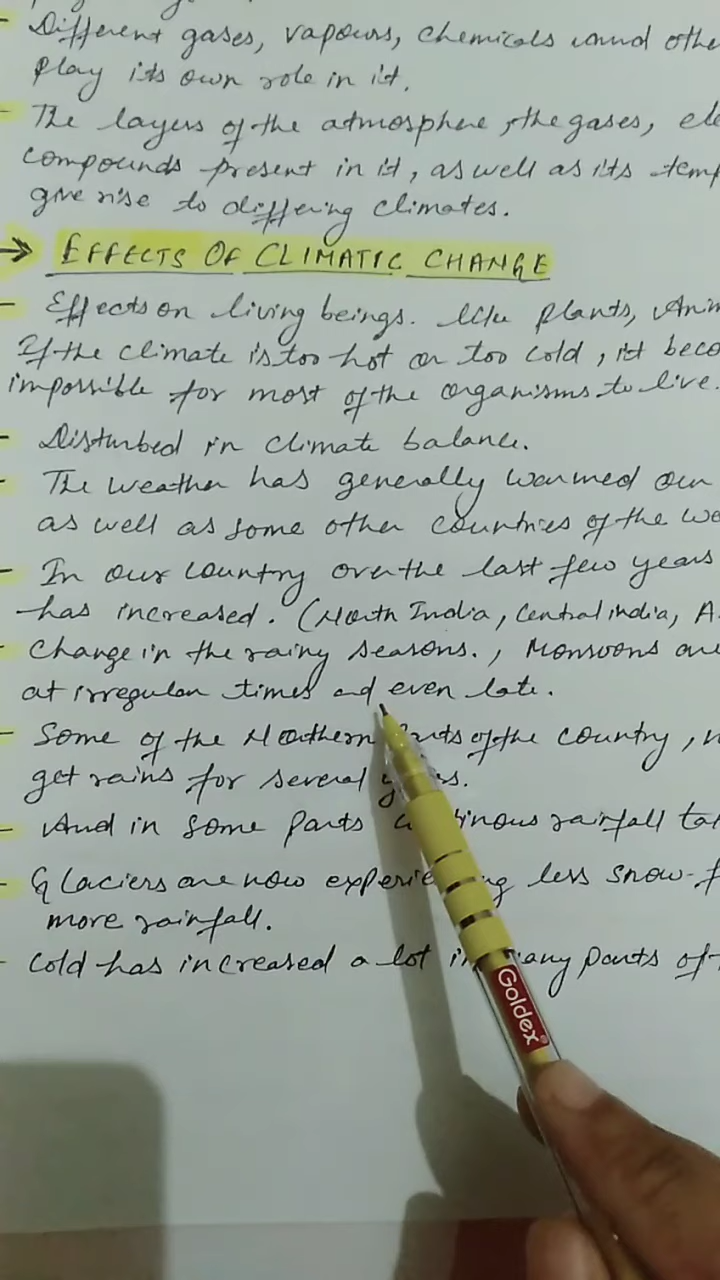 Different gases, vapours, chemicals and othe
play its own role in it.
The layers of the atmosphere, the gases, ele
compounds present in it, as well as its temp
give rise to differing climates.
→ EFFECTS OF CLIMATIC CHANGE
- Effects on living beings. like plants, Anim
If the climate is too hot or too cold, it beco
impossible for most of the organisms to live.
- Disturbed in climate balance.
- The weather has generally warmed our
as well as some other countries of the wo
- In our country over the last few years
has increased. (North India, Central india, A.
- Change in the rainy seasons., Monsoons are
at irregular times and even late.
- Some of the Northern of the country,
get rains for several
- And in some parts rainfall ta
- Glaciers are now less snow-f
more rainfall.
- Cold has increased a lot in many parts of
Goldex